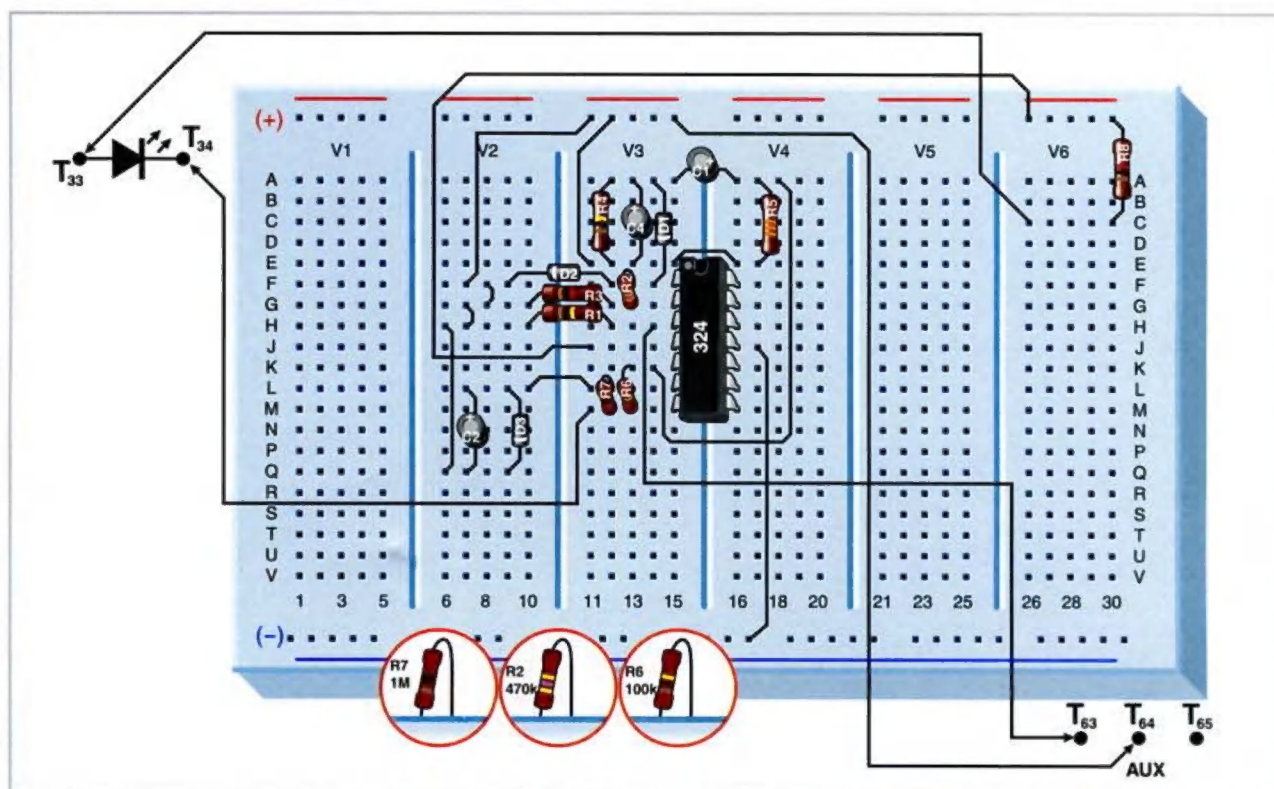 (+)
V1 V2 V3 V4 V5 V6
T33 T34
R8
A A
B B
C C
D D
E E
F F
G G
H H
J J
K K
L L
M M
N N
P P
Q Q
R R
S S
T T
U U
V V
C1
R4 C4 D1 R5
D2 R2
R3
R1
324
R7 R6
C2 D3
1 3 5 6 8 10 11 13 15 16 18 20 21 23 25 26 28 30
(−)
R7
1M
R2
470k
R6
100k
T63 T64 T65
AUX